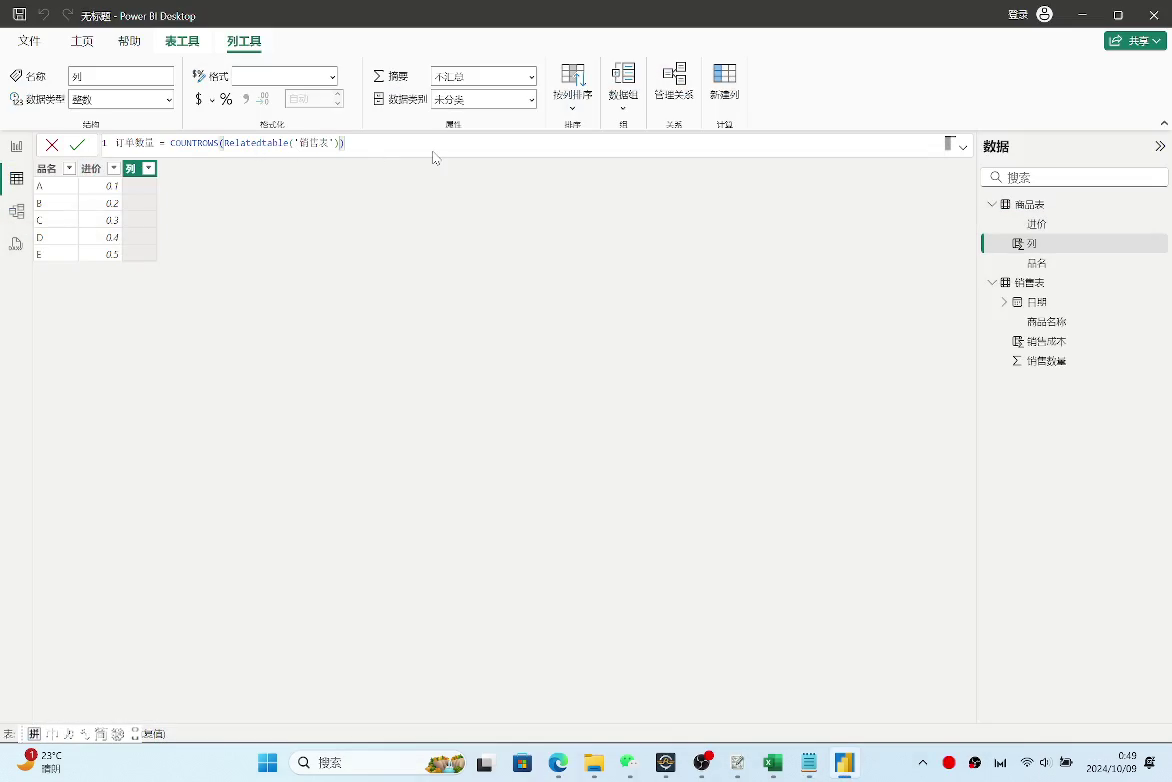 无标题 - Power BI Desktop
登录
文件
主页
帮助
表工具
列工具
共享
名称
列
数据类型
整数
结构
格式
$ % 9
自动
格式化
摘要
不汇总
数据类别
未分类
属性
按列排序
排序
数据组
组
管理关系
关系
新建列
计算
1 订单数量 = COUNTROWS(Relatedtable('销售表'))
品名 进价 列
A 0.1
B 0.2
C 0.3
D 0.4
E 0.5
数据
搜索
商品表
进价
列
品名
销售表
日期
商品名称
销售成本
销售数量
拼
23°C
搜索
0:49
2024/10/09